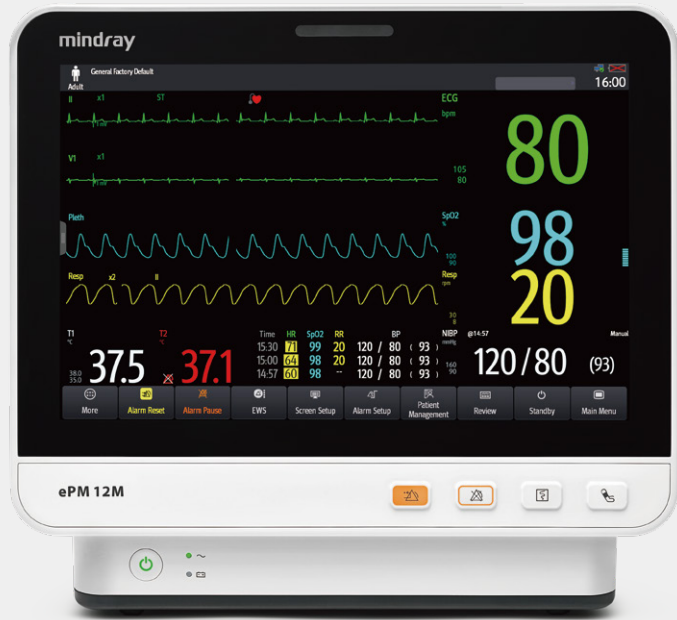 mindray
General Factory Default
Adult
16:00
II x1 ST
1 mV
ECG
bpm
80
V1 x1
1 mV
105
80
Pleth
SpO2
%
98
100
90
Resp x2 II
Resp
rpm
20
30
8
T1
℃
38.0
35.0
37.5
T2
℃
37.1
Time HR SpO2 RR BP
15:30 71 99 20 120 / 80 ( 93 )
15:00 64 98 20 120 / 80 ( 93 )
14:57 60 98 -- 120 / 80 ( 93 )
NIBP @14:57 Manual
mmHg
160
90
120/80 (93)
More
Alarm Reset
Alarm Pause
EWS
Screen Setup
Alarm Setup
Patient
Management
Review
Standby
Main Menu
ePM 12M